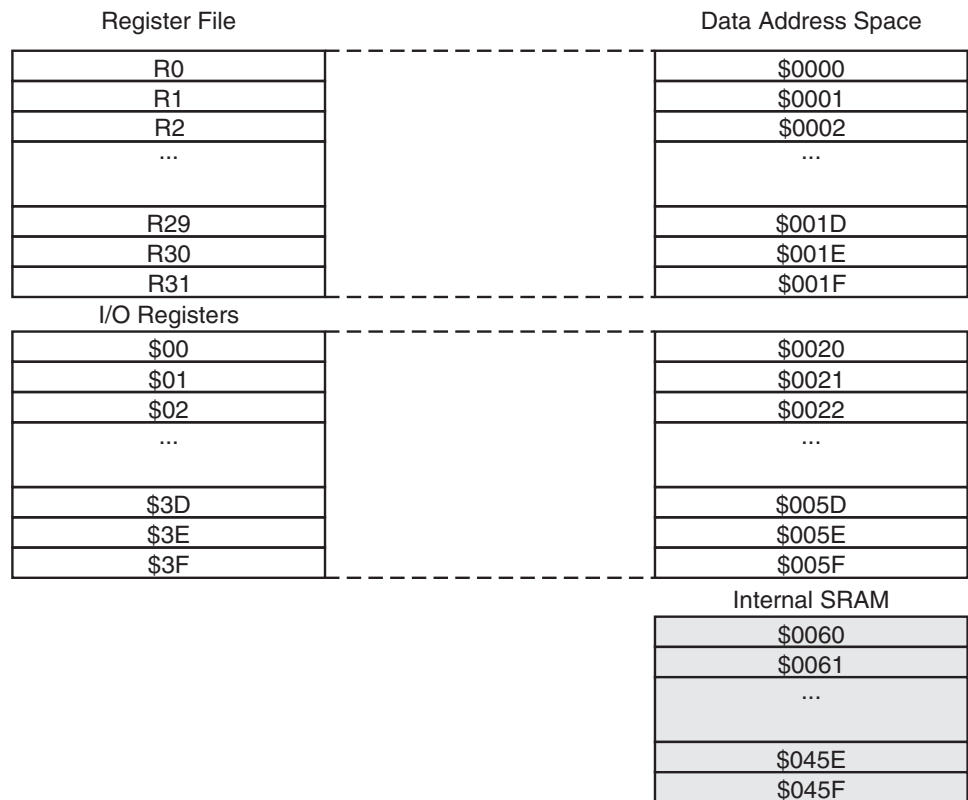 Register File
Data Address Space
R0
$0000
R1
$0001
R2
$0002
...
...
R29
$001D
R30
$001E
R31
$001F
I/O Registers
$00
$0020
$01
$0021
$02
$0022
...
...
$3D
$005D
$3E
$005E
$3F
$005F
Internal SRAM
$0060
$0061
...
$045E
$045F